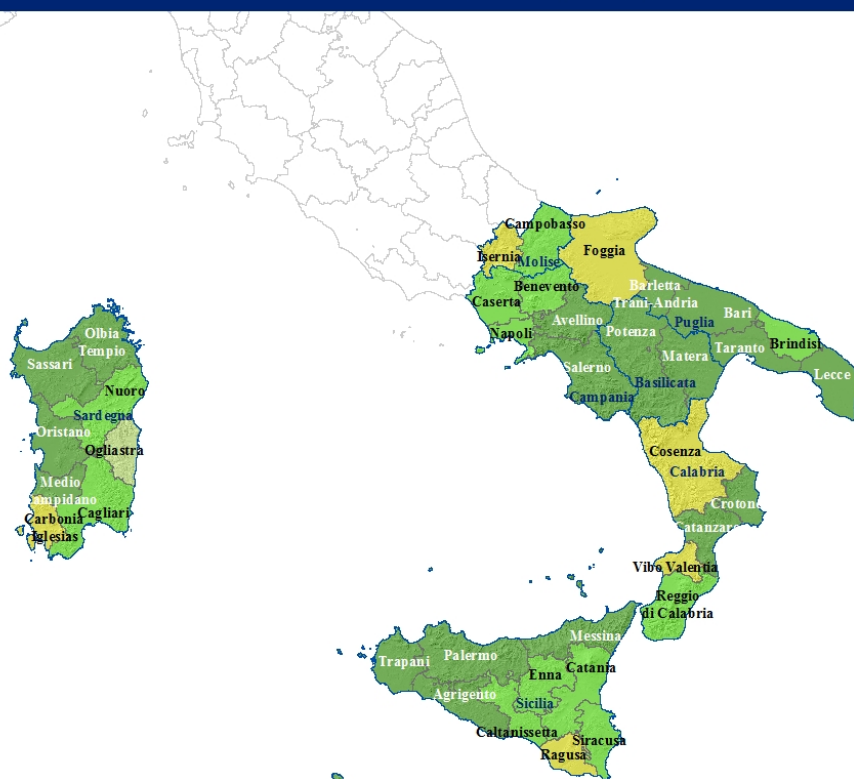 Campobasso
Isernia
Molise
Foggia
Benevento
Caserta
Barletta
Trani-Andria
Avellino
Napoli
Potenza
Puglia
Bari
Taranto
Brindisi
Matera
Salerno
Lecce
Basilicata
Campania
Olbia
Tempio
Sassari
Nuoro
Sardegna
Oristano
Ogliastra
Medio
ampidano
Carbonia
Cagliari
Iglesias
Cosenza
Calabria
Crotone
Catanzaro
Vibo Valentia
Reggio
di Calabria
Messina
Trapani
Palermo
Enna
Catania
Agrigento
Sicilia
Caltanissetta
Siracusa
Ragusa